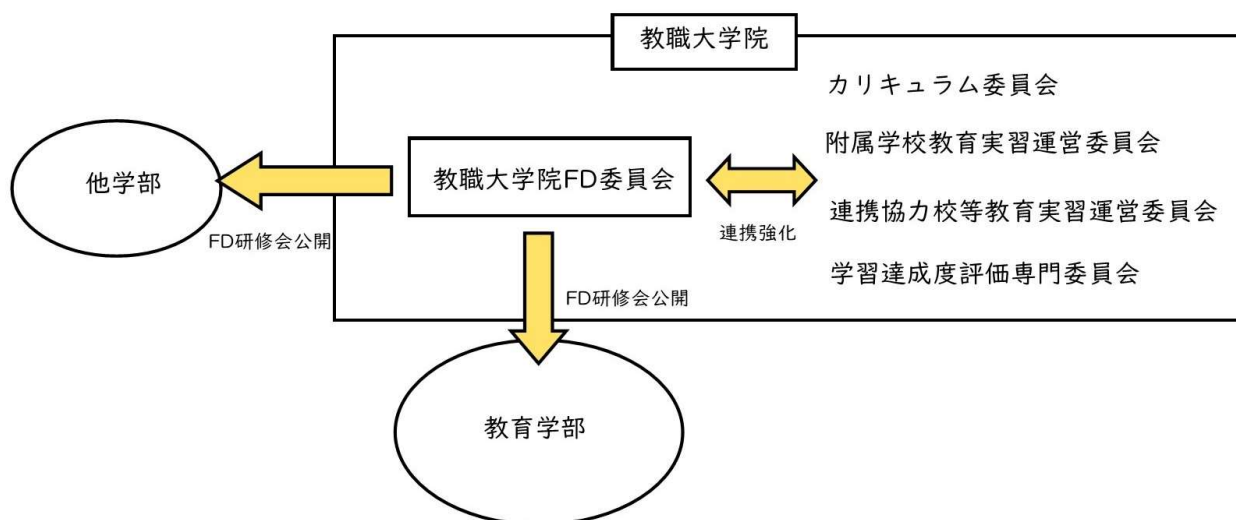 教職大学院
カリキュラム委員会
附属学校教育実習運営委員会
他学部
教職大学院FD委員会
連携協力校等教育実習運営委員会
FD研修会公開
連携強化
学習達成度評価専門委員会
FD研修会公開
教育学部